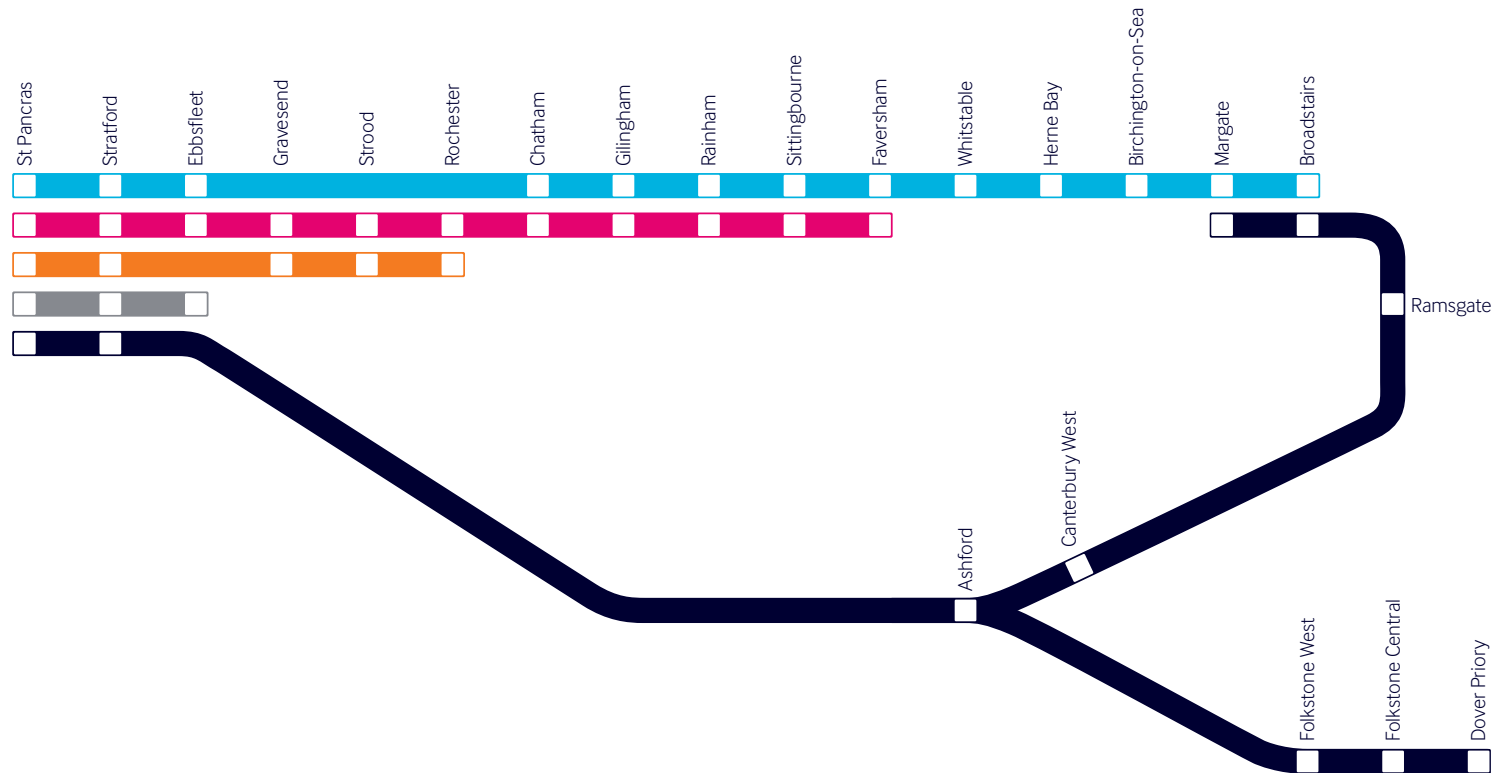 St Pancras
Stratford
Ebbsfleet
Gravesend
Strood
Rochester
Chatham
Gilingham
Rainham
Sittingbourne
Faversham
Whitstable
Herne Bay
Birchington-on-Sea
Margate
Broadstairs
Ramsgate
Canterbury West
Ashford
Folkstone West
Folkstone Central
Dover Priory